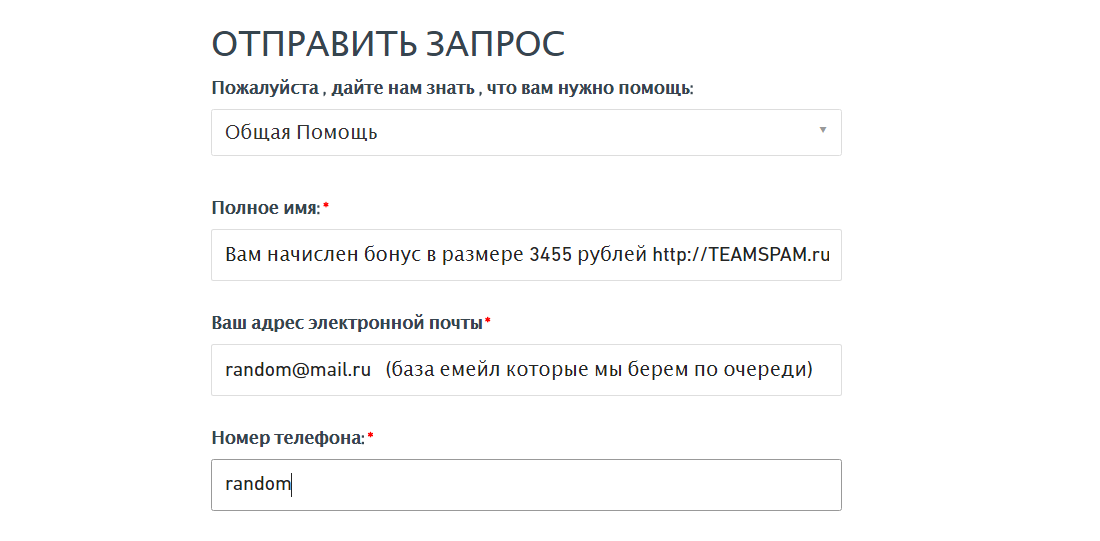 ОТПРАВИТЬ ЗАПРОС
Пожалуйста , дайте нам знать , что вам нужно помощь:
Общая Помощь
Полное имя:*
Вам начислен бонус в размере 3455 рублей http://TEAMSPAM.ru
Ваш адрес электронной почты*
random@mail.ru (база емейл которые мы берем по очереди)
Номер телефона:*
random